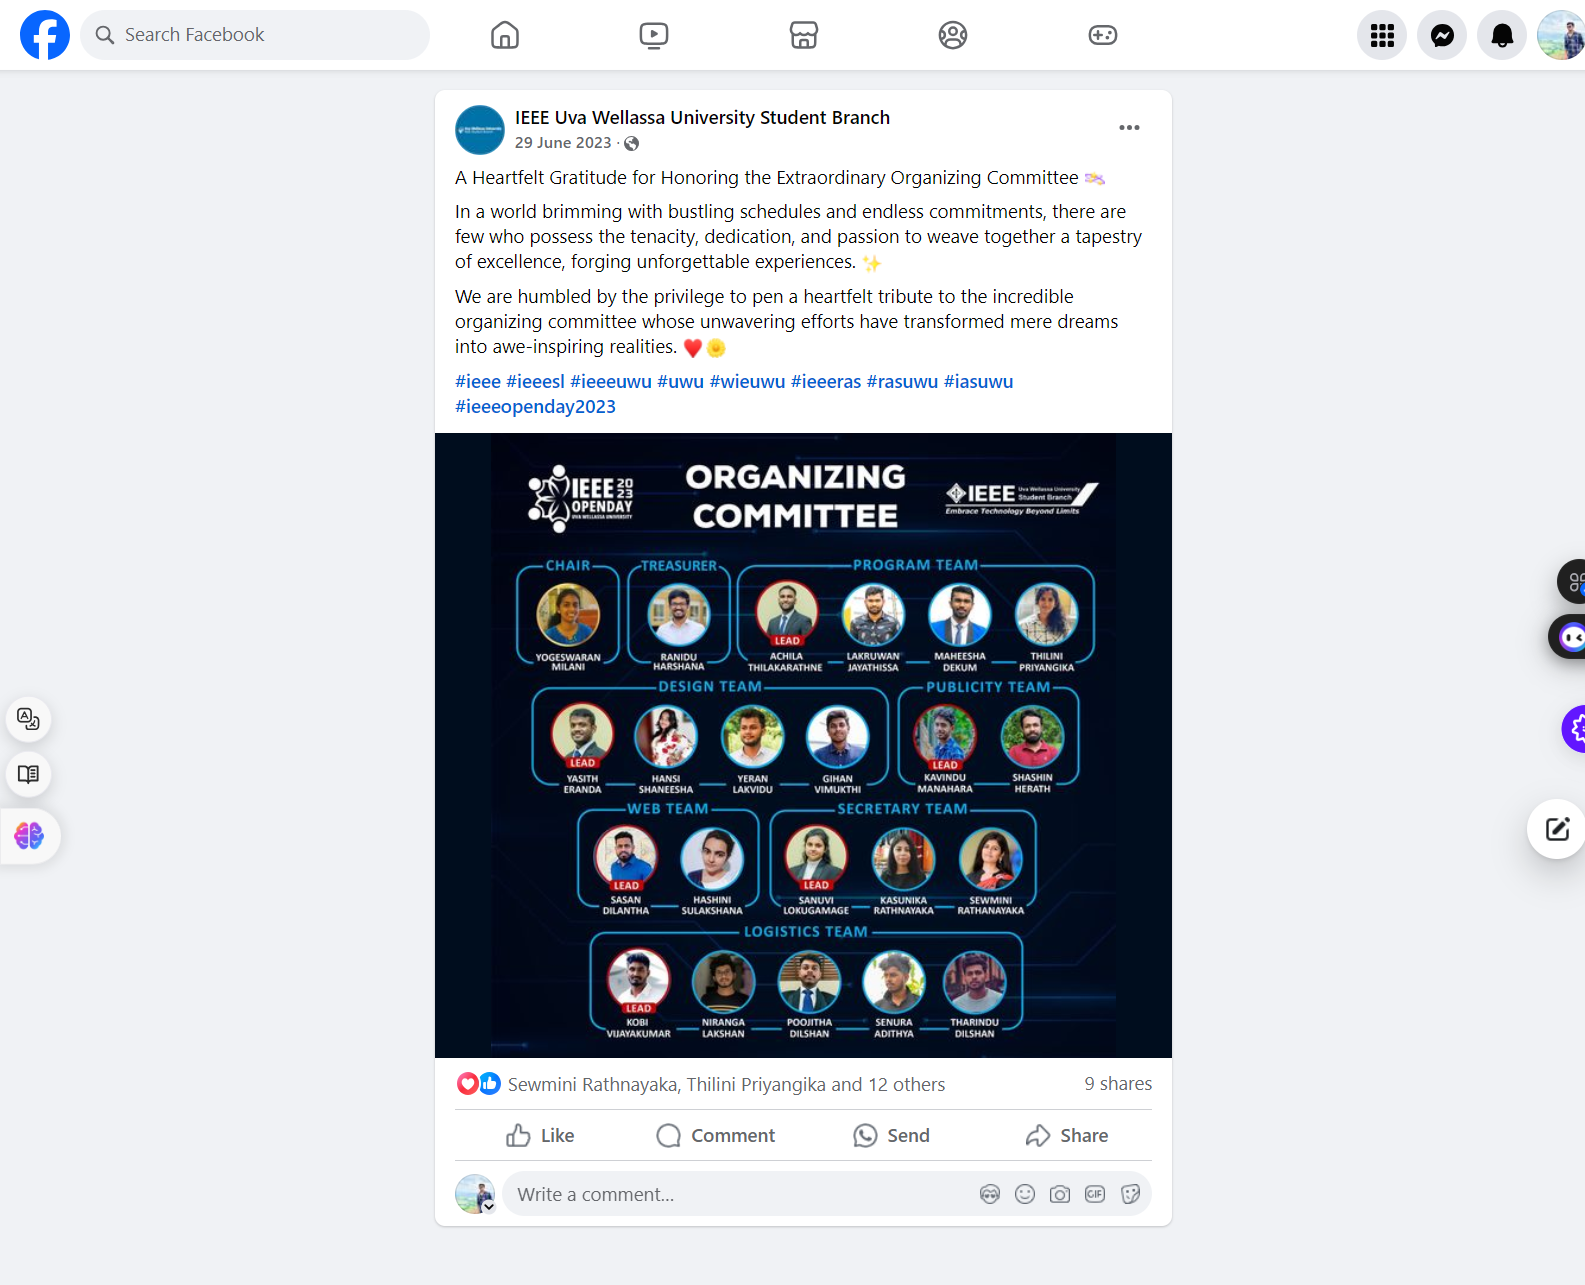 Search Facebook
IEEE Uva Wellassa University Student Branch
29 June 2023 ·
A Heartfelt Gratitude for Honoring the Extraordinary Organizing Committee
In a world brimming with bustling schedules and endless commitments, there are
few who possess the tenacity, dedication, and passion to weave together a tapestry
of excellence, forging unforgettable experiences. ✨
We are humbled by the privilege to pen a heartfelt tribute to the incredible
organizing committee whose unwavering efforts have transformed mere dreams
into awe-inspiring realities. ❤️🌼
#ieee #ieeesl #ieeeuwu #uwu #wieuwu #ieeeras #rasuwu #iasuwu
#ieeeopenday2023
IEEE 2023
OPENDAY
UVA WELLASSA UNIVERSITY
ORGANIZING
COMMITTEE
IEEE Uva Wellassa University
Student Branch
Embrace Technology Beyond Limits
CHAIR
YOGESWARAN
MILANI
TREASURER
RANIDU
HARSHANA
PROGRAM TEAM
LEAD
ACHILA
THILAKARATHNE
LAKRUWAN
JAYATHISSA
MAHEESHA
DEKUM
THILINI
PRIYANGIKA
DESIGN TEAM
LEAD
YASITH
ERANDA
HANSI
SHANEESHA
YERAN
LAKVIDU
GIHAN
VIMUKTHI
PUBLICITY TEAM
LEAD
KAVINDU
MANAHARA
SHASHIN
HERATH
WEB TEAM
LEAD
SASAN
DILANTHA
HASHINI
SULAKSHANA
SECRETARY TEAM
LEAD
SANUVI
LOKUGAMAGE
KASUNIKA
RATHNAYAKA
SEWMINI
RATHANAYAKA
LOGISTICS TEAM
LEAD
KOBI
VIJAYAKUMAR
NIRANGA
LAKSHAN
POOJITHA
DILSHAN
SENURA
ADITHYA
THARINDU
DILSHAN
Sewmini Rathnayaka, Thilini Priyangika and 12 others
9 shares
Like
Comment
Send
Share
Write a comment...
GIF